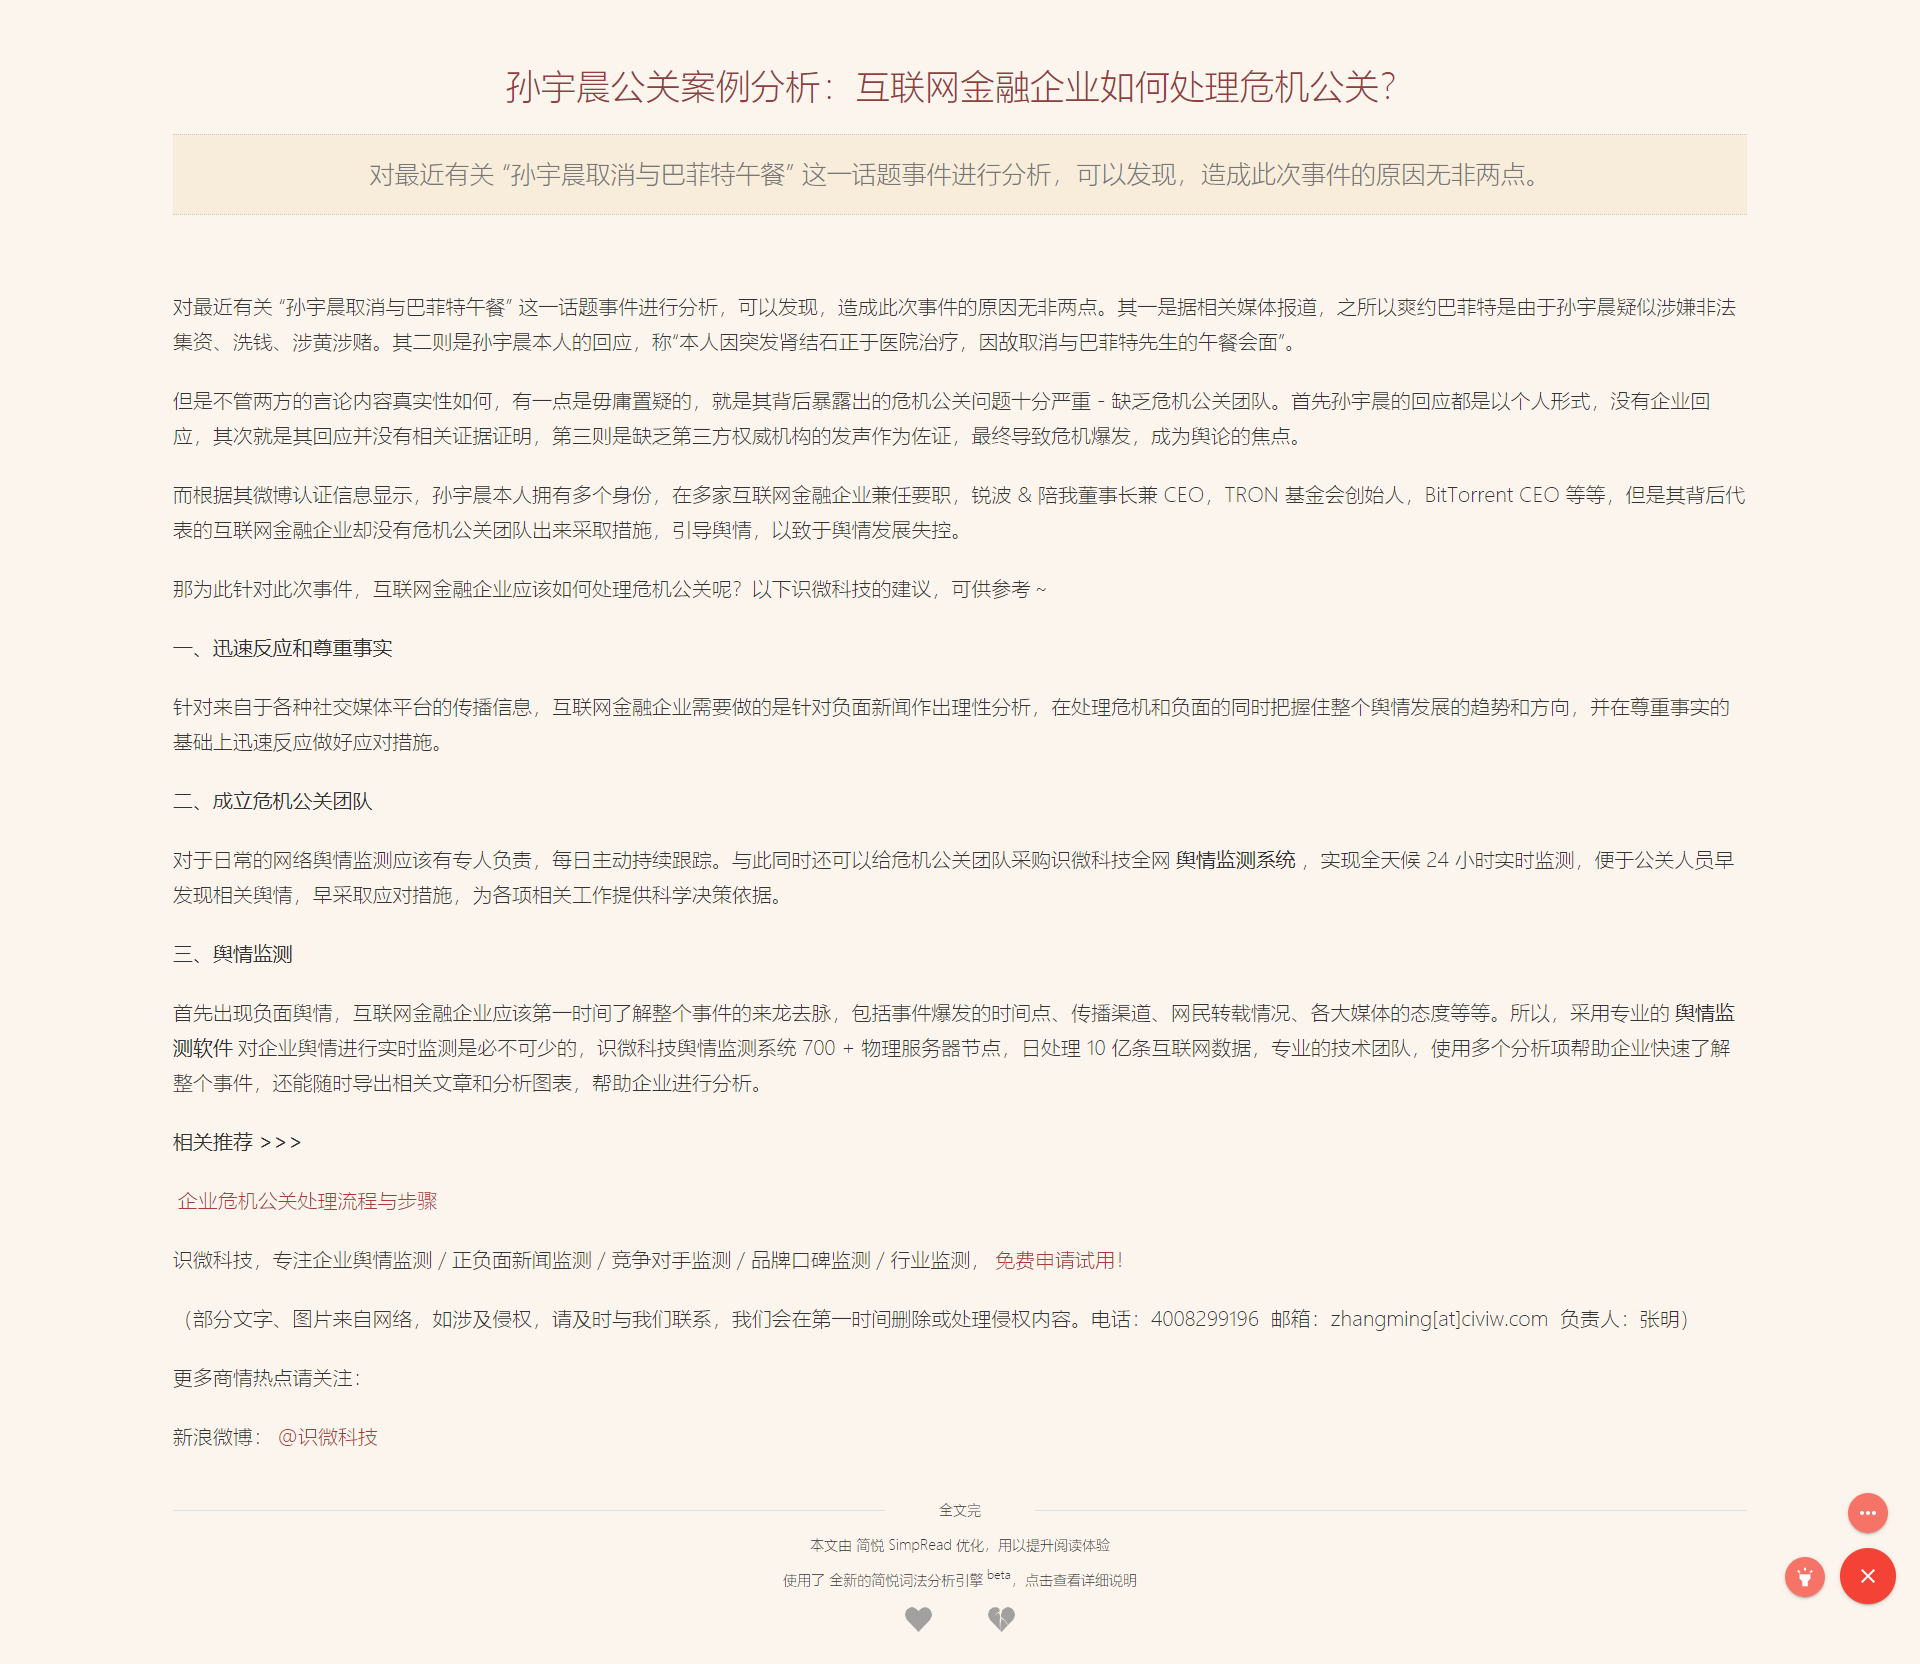 孙宇晨公关案例分析：互联网金融企业如何处理危机公关？
对最近有关 “孙宇晨取消与巴菲特午餐” 这一话题事件进行分析，可以发现，造成此次事件的原因无非两点。
对最近有关 “孙宇晨取消与巴菲特午餐” 这一话题事件进行分析，可以发现，造成此次事件的原因无非两点。其一是据相关媒体报道，之所以爽约巴菲特是由于孙宇晨疑似涉嫌非法
集资、洗钱、涉黄涉赌。其二则是孙宇晨本人的回应，称“本人因突发肾结石正于医院治疗，因故取消与巴菲特先生的午餐会面”。
但是不管两方的言论内容真实性如何，有一点是毋庸置疑的，就是其背后暴露出的危机公关问题十分严重 - 缺乏危机公关团队。首先孙宇晨的回应都是以个人形式，没有企业回
应，其次就是其回应并没有相关证据证明，第三则是缺乏第三方权威机构的发声作为佐证，最终导致危机爆发，成为舆论的焦点。
而根据其微博认证信息显示，孙宇晨本人拥有多个身份，在多家互联网金融企业兼任要职，锐波 & 陪我董事长兼 CEO，TRON 基金会创始人，BitTorrent CEO 等等，但是其背后代
表的互联网金融企业却没有危机公关团队出来采取措施，引导舆情，以致于舆情发展失控。
那为此针对此次事件，互联网金融企业应该如何处理危机公关呢？以下识微科技的建议，可供参考 ~
一、迅速反应和尊重事实
针对来自于各种社交媒体平台的传播信息，互联网金融企业需要做的是针对负面新闻作出理性分析，在处理危机和负面的同时把握住整个舆情发展的趋势和方向，并在尊重事实的
基础上迅速反应做好应对措施。
二、成立危机公关团队
对于日常的网络舆情监测应该有专人负责，每日主动持续跟踪。与此同时还可以给危机公关团队采购识微科技全网 舆情监测系统 ，实现全天候 24 小时实时监测，便于公关人员早
发现相关舆情，早采取应对措施，为各项相关工作提供科学决策依据。
三、舆情监测
首先出现负面舆情，互联网金融企业应该第一时间了解整个事件的来龙去脉，包括事件爆发的时间点、传播渠道、网民转载情况、各大媒体的态度等等。所以，采用专业的 舆情监
测软件 对企业舆情进行实时监测是必不可少的，识微科技舆情监测系统 700 + 物理服务器节点，日处理 10 亿条互联网数据，专业的技术团队，使用多个分析项帮助企业快速了解
整个事件，还能随时导出相关文章和分析图表，帮助企业进行分析。
相关推荐 >>>
企业危机公关处理流程与步骤
识微科技，专注企业舆情监测 / 正负面新闻监测 / 竞争对手监测 / 品牌口碑监测 / 行业监测， 免费申请试用！
（部分文字、图片来自网络，如涉及侵权，请及时与我们联系，我们会在第一时间删除或处理侵权内容。电话：4008299196 邮箱：zhangming[at]civiw.com 负责人：张明）
更多商情热点请关注：
新浪微博： @识微科技
全文完
本文由 简悦 SimpRead 优化，用以提升阅读体验
使用了 全新的简悦词法分析引擎 beta，点击查看详细说明